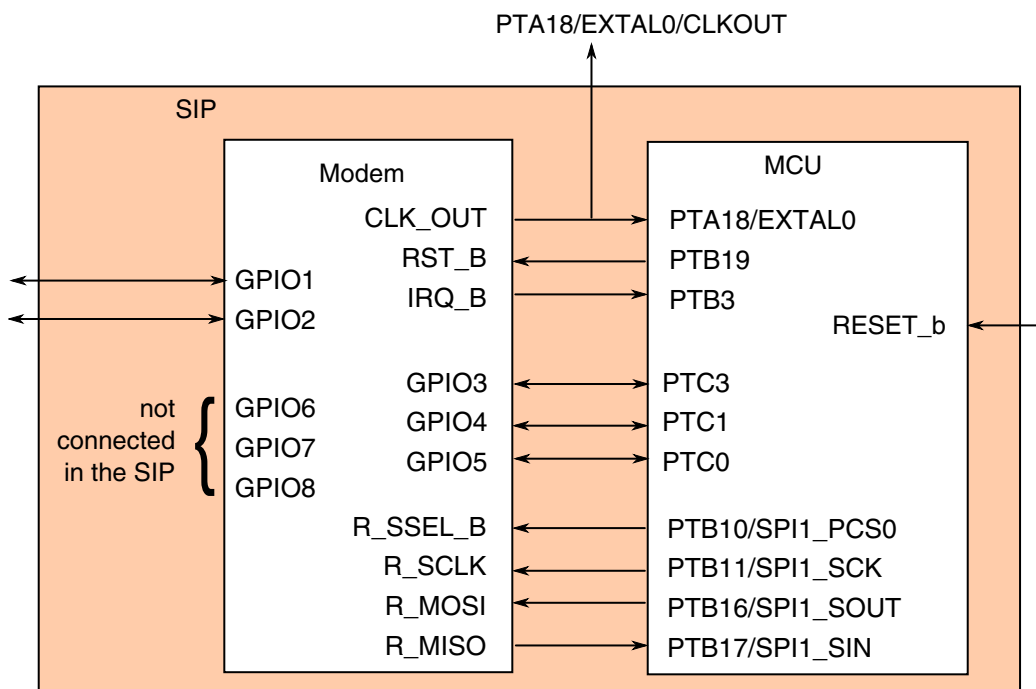 PTA18/EXTAL0/CLKOUT
SIP
Modem
CLK_OUT
RST_B
IRQ_B
GPIO1
GPIO2
GPIO3
GPIO4
GPIO5
not
connected
in the SIP
{
GPIO6
GPIO7
GPIO8
R_SSEL_B
R_SCLK
R_MOSI
R_MISO
MCU
PTA18/EXTAL0
PTB19
PTB3
RESET_b
PTC3
PTC1
PTC0
PTB10/SPI1_PCS0
PTB11/SPI1_SCK
PTB16/SPI1_SOUT
PTB17/SPI1_SIN